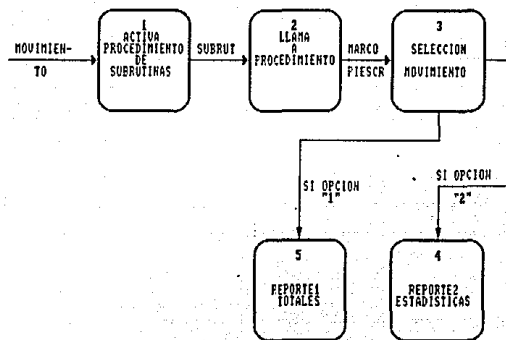 1
ACTIVA
PROCEDIMIENTO
DE
SUBRUTINAS
2
LLAMA
A
PROCEDIMIENTO
3
SELECCION
MOVIMIENTO
MOVIMIEN-
TO
SUBRUT
MARCO
PIESCR
SI OPCION
"1"
SI OPCION
"2"
5
REPORTE1
TOTALES
4
REPORTE2
ESTADISTICAS